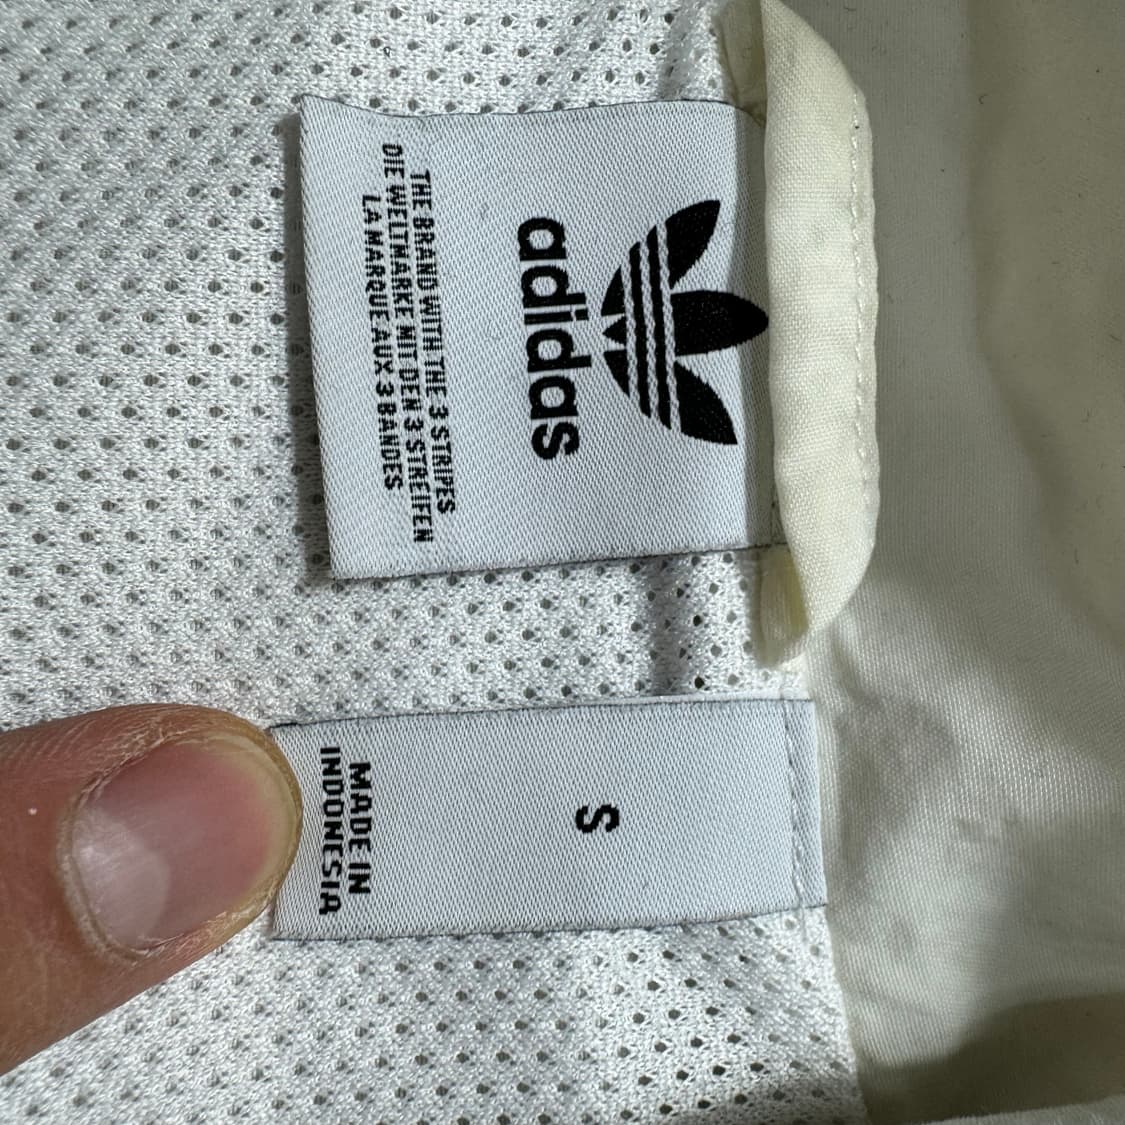 adidas
THE BRAND WITH THE 3 STRIPES
DIE WELTMARKE MIT DEN 3 STREIFEN
LA MARQUE AUX 3 BANDES
S
MADE IN
INDONESIA